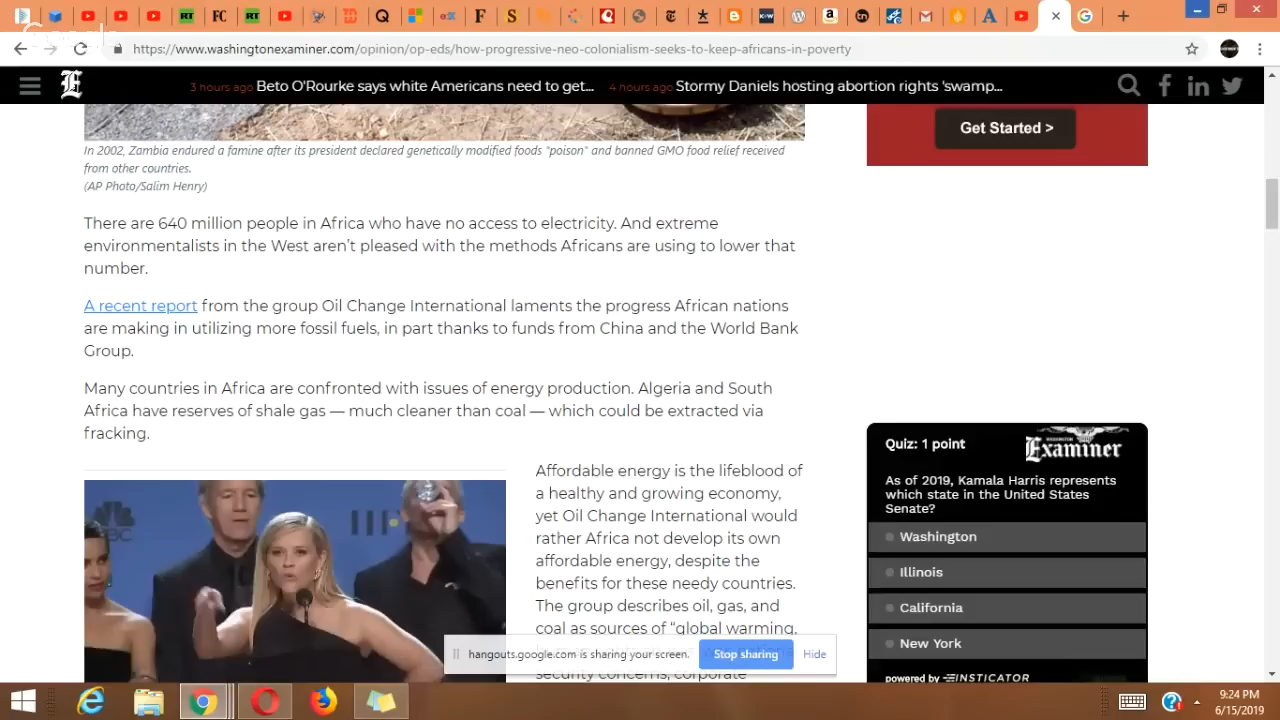 https://www.washingtonexaminer.com/opinion/op-eds/how-progressive-neo-colonialism-seeks-to-keep-africans-in-poverty
3 hours ago Beto O'Rourke says white Americans need to get... 4 hours ago Stormy Daniels hosting abortion rights 'swamp...
Get Started >
In 2002, Zambia endured a famine after its president declared genetically modified foods "poison" and banned GMO food relief received
from other countries.
(AP Photo/Salim Henry)
There are 640 million people in Africa who have no access to electricity. And extreme
environmentalists in the West aren't pleased with the methods Africans are using to lower that
number.
A recent report from the group Oil Change International laments the progress African nations
are making in utilizing more fossil fuels, in part thanks to funds from China and the World Bank
Group.
Many countries in Africa are confronted with issues of energy production. Algeria and South
Africa have reserves of shale gas — much cleaner than coal — which could be extracted via
fracking.
Affordable energy is the lifeblood of
a healthy and growing economy,
yet Oil Change International would
rather Africa not develop its own
affordable energy, despite the
benefits for these needy countries.
The group describes oil, gas, and
coal as sources of "global warming,
security concerns, corporate
Quiz: 1 point
WASHINGTON
Examiner
As of 2019, Kamala Harris represents
which state in the United States
Senate?
Washington
Illinois
California
New York
powered by INSTICATOR
hangouts.google.com is sharing your screen. Stop sharing Hide
9:24 PM
6/15/2019